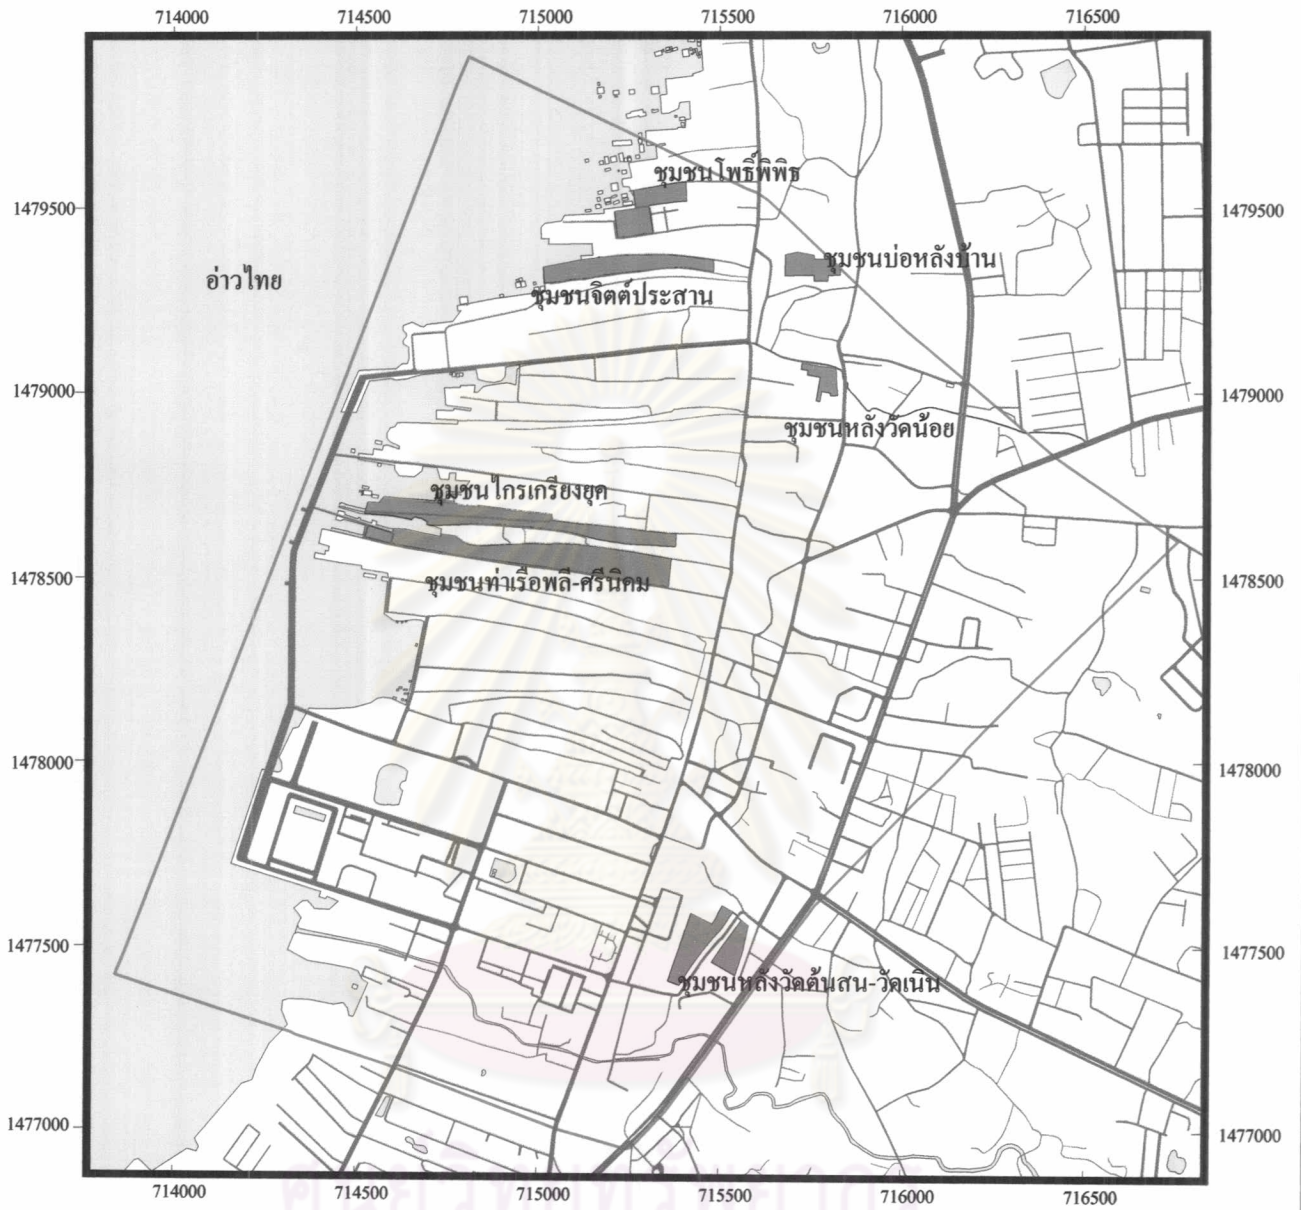 714000 714500 715000 715500 716000 716500
ชุมชนโพธิ์พิพิธ
1479500 1479500
ชุมชนบ่อหลังบ้าน
อ่าวไทย
ชุมชนจิตต์ประสาน
1479000 1479000
ชุมชนหลังวัดน้อย
ชุมชนไกรเกรียงยุค
1478500 1478500
ชุมชนท่าเรือพลี-ศรีนิคม
1478000 1478000
1477500 1477500
ชุมชนหลังวัดต้นสน-วัดเนิน
1477000 1477000
714000 714500 715000 715500 716000 716500